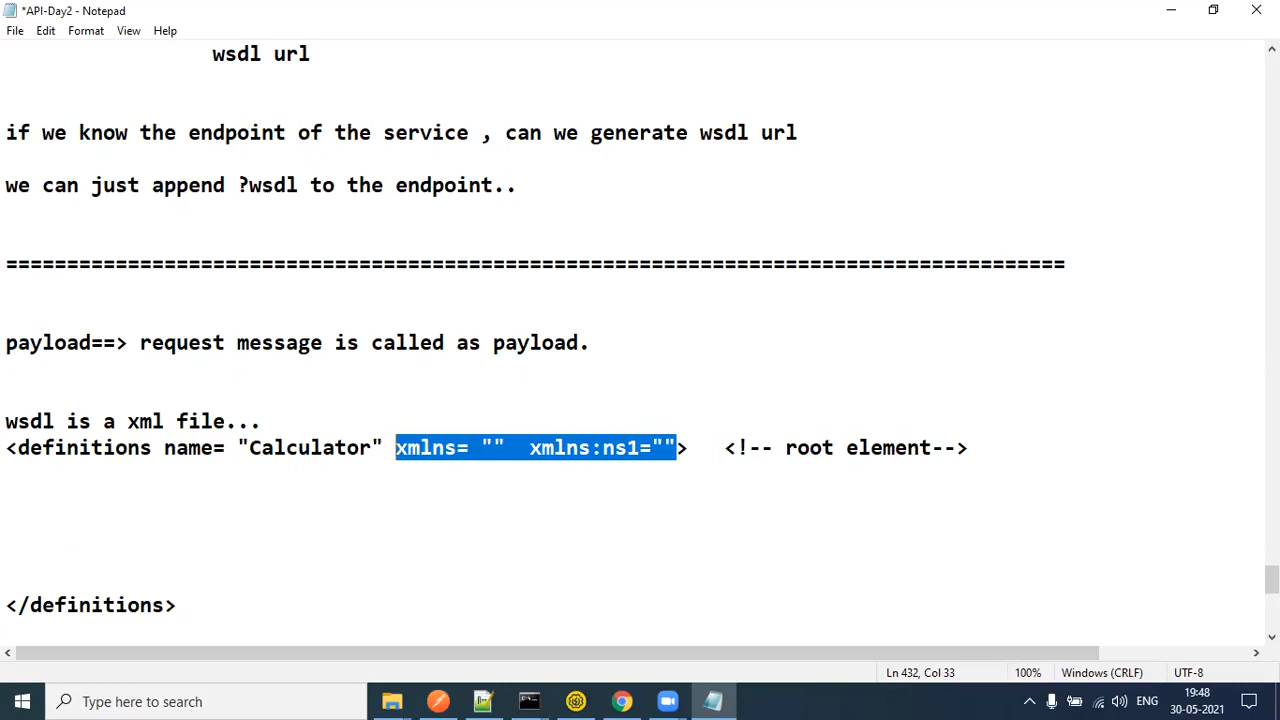 *API-Day2 - Notepad
File Edit Format View Help
wsdl url
if we know the endpoint of the service , can we generate wsdl url
we can just append ?wsdl to the endpoint..
=======================================================================================
payload==> request message is called as payload.
wsdl is a xml file...
<definitions name= "Calculator" xmlns= ""  xmlns:ns1="">   <!-- root element-->
</definitions>
Ln 432, Col 33 100% Windows (CRLF) UTF-8
Type here to search
ENG
19:48
30-05-2021